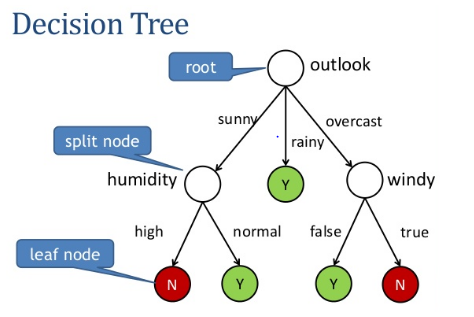 Decision Tree
root
outlook
sunny
rainy
overcast
split node
humidity
Y
windy
high
normal
false
true
leaf node
N
Y
Y
N